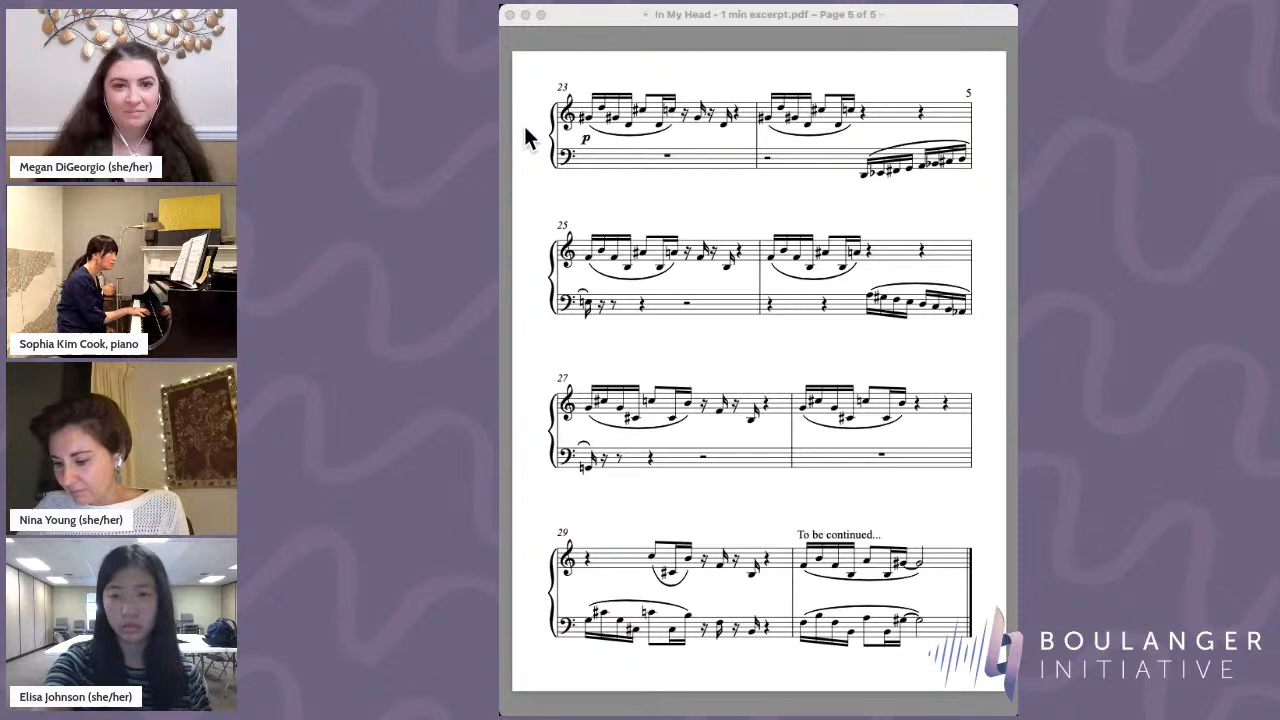 Megan DiGeorgio (she/her)
Sophia Kim Cook, piano
Nina Young (she/her)
Elisa Johnson (she/her)
In My Head - 1 min excerpt.pdf – Page 5 of 5
23
5
p
25
27
29
To be continued...
BOULANGER
INITIATIVE